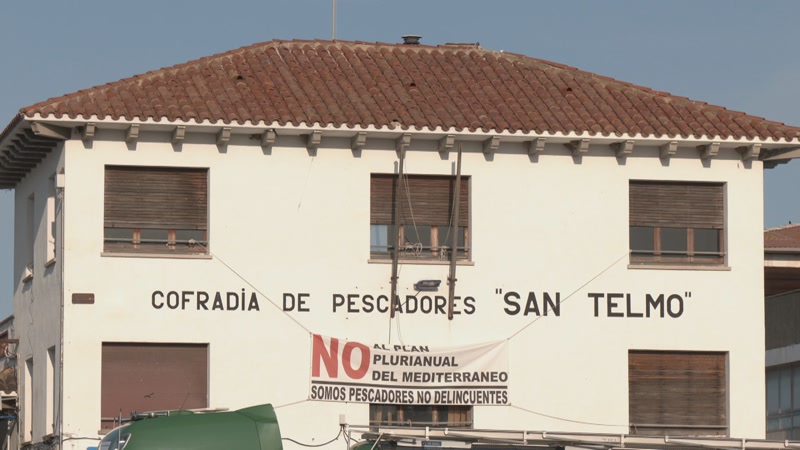 COFRADÍA DE PESCADORES "SAN TELMO"
NO AL PLAN
PLURIANUAL
DEL MEDITERRANEO
SOMOS PESCADORES NO DELINCUENTES